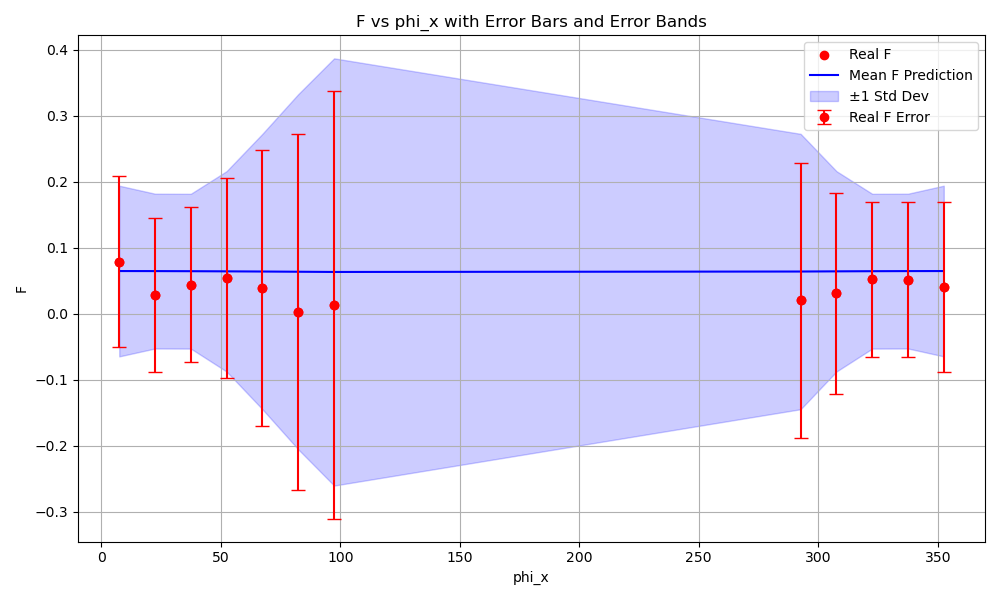 F vs phi_x with Error Bars and Error Bands
Real F
Mean F Prediction
±1 Std Dev
Real F Error
F
0.4
0.3
0.2
0.1
0.0
−0.1
−0.2
−0.3
0 50 100 150 200 250 300 350
phi_x